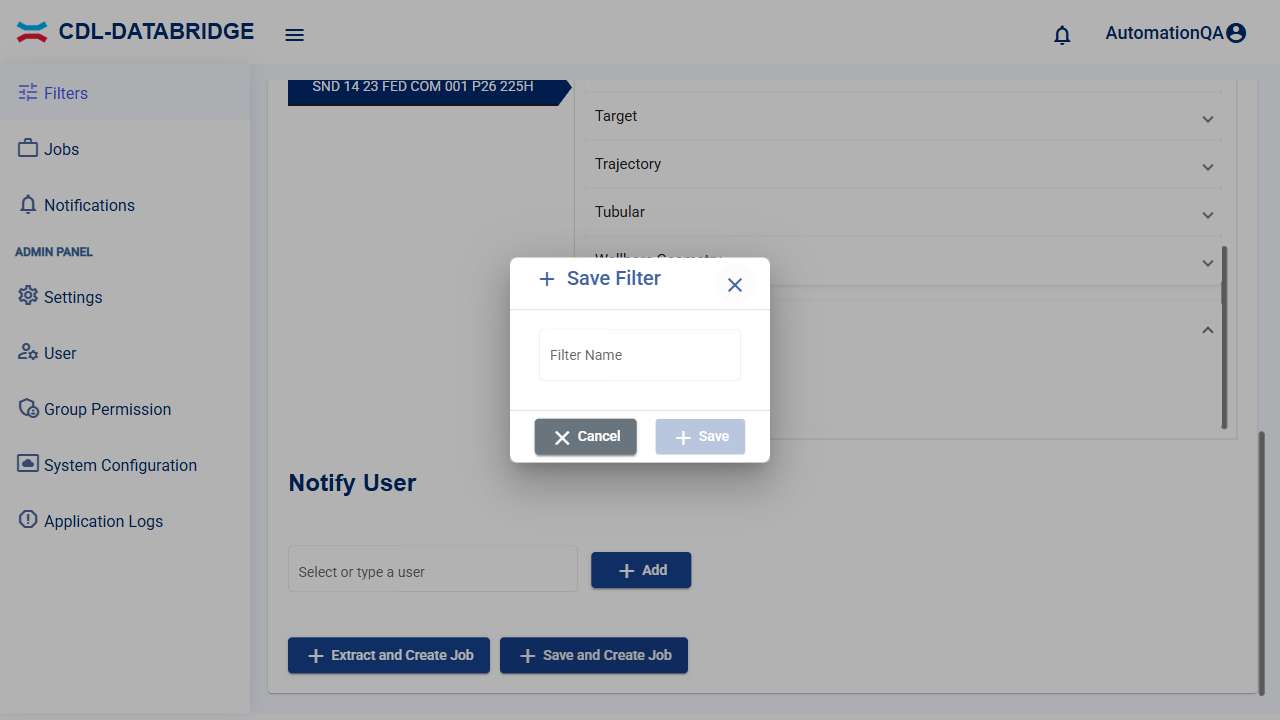 CDL-DATABRIDGE
AutomationQA
Filters
Jobs
Notifications
ADMIN PANEL
Settings
User
Group Permission
System Configuration
Application Logs
SND 14 23 FED COM 001 P26 225H
Target
Trajectory
Tubular
Wellbore Geometry
Save Filter
Filter Name
Cancel
Save
Notify User
Select or type a user
Add
Extract and Create Job
Save and Create Job